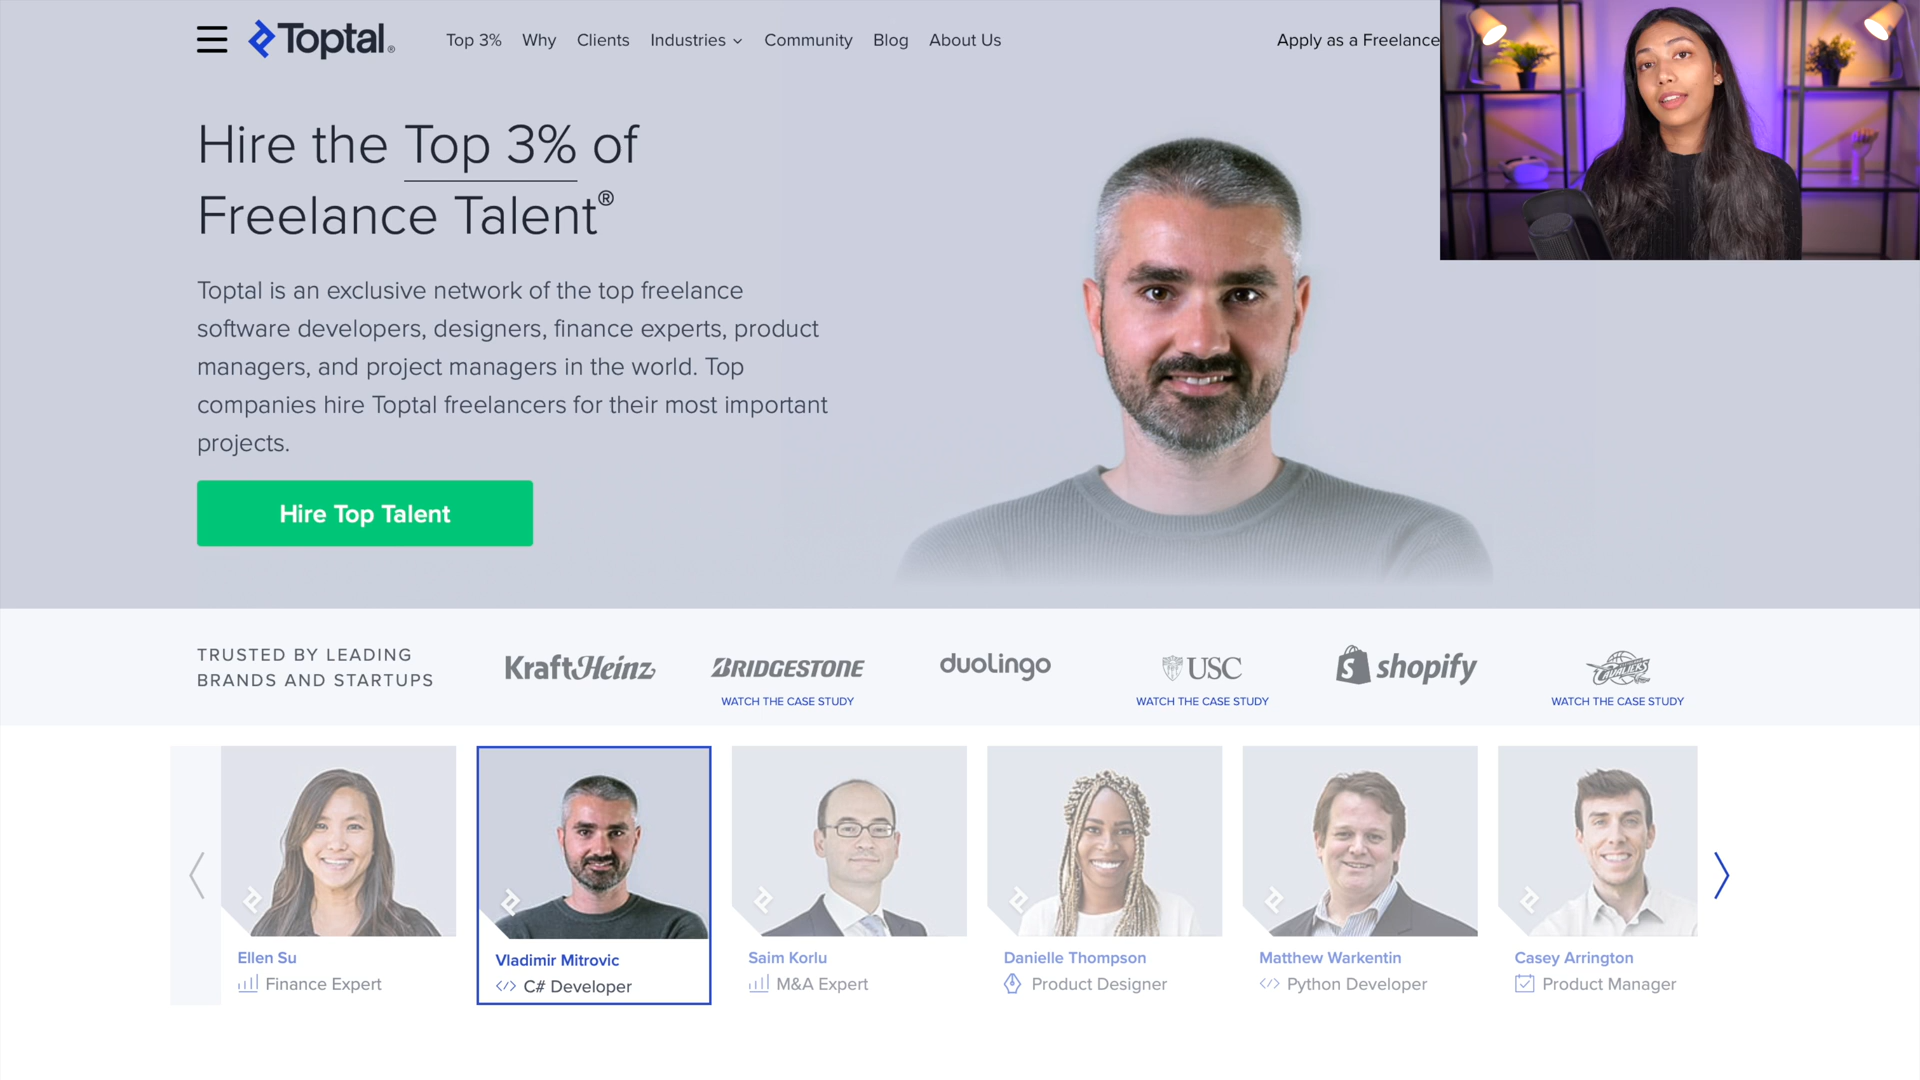 Toptal®
Top 3%
Why
Clients
Industries
Community
Blog
About Us
Apply as a Freelance
Hire the Top 3% of
Freelance Talent®
Toptal is an exclusive network of the top freelance
software developers, designers, finance experts, product
managers, and project managers in the world. Top
companies hire Toptal freelancers for their most important
projects.
Hire Top Talent
TRUSTED BY LEADING
BRANDS AND STARTUPS
KraftHeinz
BRIDGESTONE
WATCH THE CASE STUDY
duolingo
USC
WATCH THE CASE STUDY
shopify
CAVALIERS
WATCH THE CASE STUDY
Ellen Su
Finance Expert
Vladimir Mitrovic
C# Developer
Saim Korlu
M&A Expert
Danielle Thompson
Product Designer
Matthew Warkentin
Python Developer
Casey Arrington
Product Manager